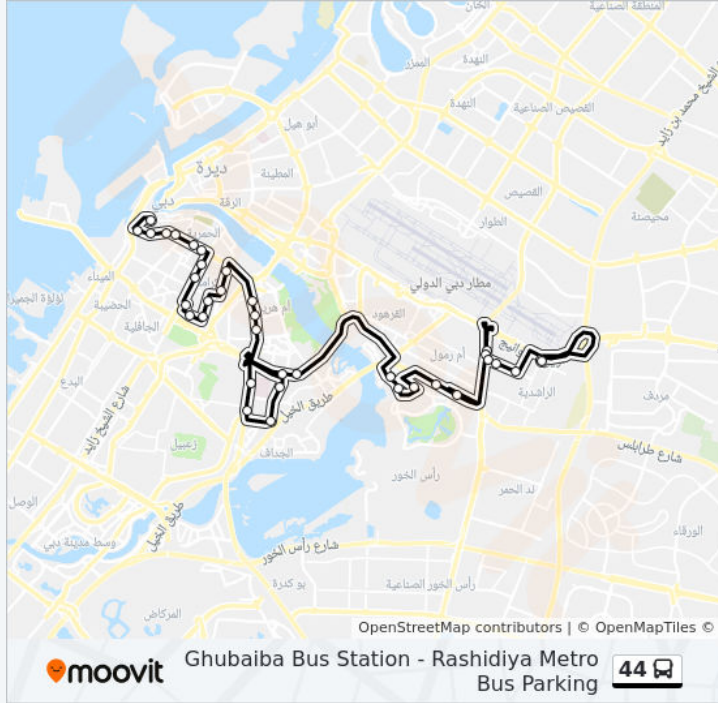 الخان
المنطقة الصناعية
النهدة
الممزر
النهدة
القصيص الصناعية
شارع الشيخ محمد بن زايد
أبو هيل
ديرة
المطينة
القصيص
محيصنة
الرقة
دبي
الطوار
الحمرية
الميناء
مطار دبي الدولي
لؤلؤة الجميرا
الحضيبة
القرهود
أم هرير
الجافلية
أم رمول
البدع
الراشدية
مردف
شارع الشيخ زايد
طريق الخيل
زعبيل
الجداف
شارع طرابلس
رأس الخور
ند الحمر
الوصل
طريق الخيل
الورقاء
وسط مدينة دبي
شارع رأس الخور
بو كدرة
رأس الخور الصناعية
المركاض
OpenStreetMap contributors | © OpenMapTiles ©
moovit
Ghubaiba Bus Station - Rashidiya Metro
Bus Parking
44